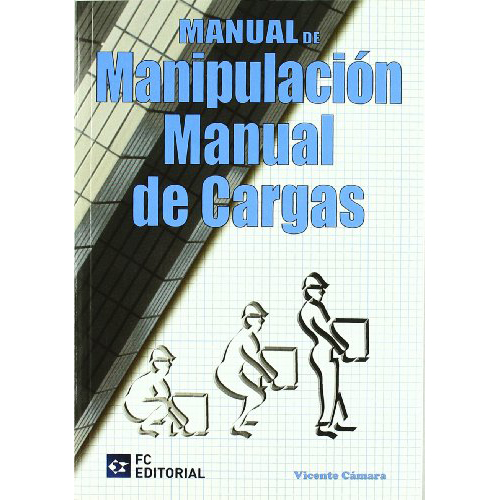 MANUAL DE
Manipulación
Manual
de Cargas
FC
EDITORIAL
Vicente Cámara